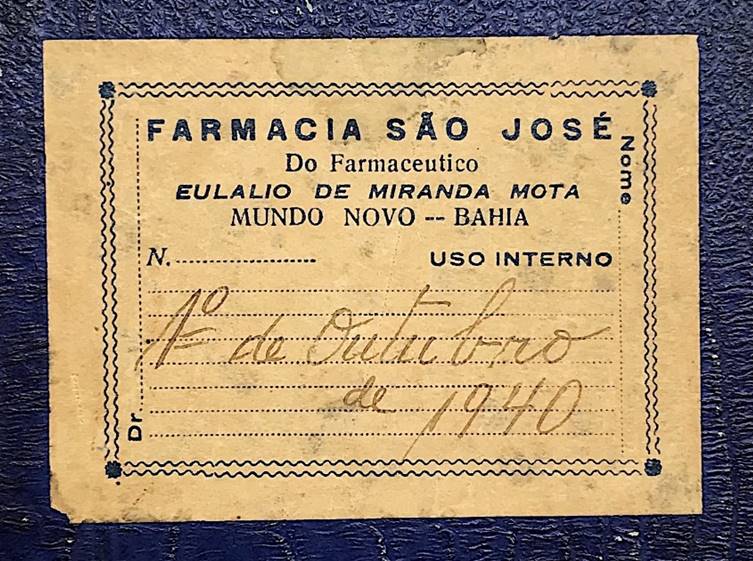 FARMACIA SÃO JOSÉ
Do Farmaceutico
EULALIO DE MIRANDA MOTA
MUNDO NOVO -- BAHIA
N.
USO INTERNO
1º de Outubro
de 1940
Dr
Nome